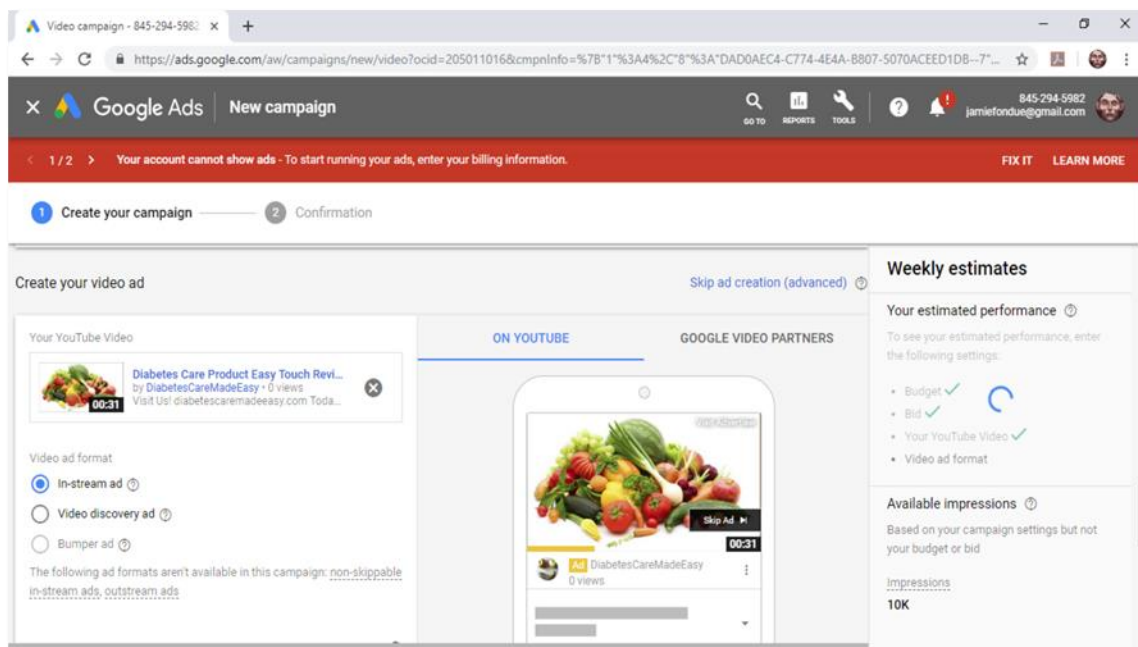 Video campaign - 845-294-5982
https://ads.google.com/aw/campaigns/new/video?ocid=205011016&cmpnInfo=%7B"1"%3A4%2C"8"%3A"DAD0AEC4-C774-4E4A-8807-5070ACEED1DB--7"...
Google Ads New campaign
GO TO REPORTS TOOLS
845-294-5982
jamiefondue@gmail.com
1 / 2 Your account cannot show ads - To start running your ads, enter your billing information. FIX IT LEARN MORE
1 Create your campaign 2 Confirmation
Create your video ad
Skip ad creation (advanced)
Your YouTube Video
Diabetes Care Product Easy Touch Revi...
by DiabetesCareMadeEasy • 0 views
Visit Us! diabetescaremadeeasy.com Toda...
00:31
Video ad format
In-stream ad
Video discovery ad
Bumper ad
The following ad formats aren't available in this campaign: non-skippable
in-stream ads, outstream ads
ON YOUTUBE GOOGLE VIDEO PARTNERS
Visit Advertiser
Skip Ad
00:31
Ad DiabetesCareMadeEasy
0 views
Weekly estimates
Your estimated performance
To see your estimated performance, enter
the following settings:
• Budget
• Bid
• Your YouTube Video
• Video ad format
Available impressions
Based on your campaign settings but not
your budget or bid
Impressions
10K